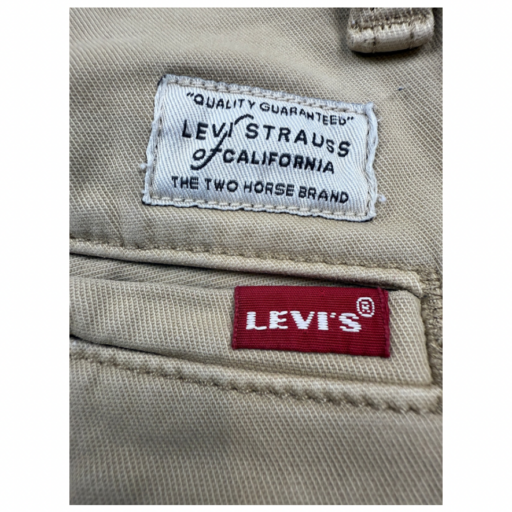 "QUALITY GUARANTEED"
LEVI STRAUSS
of CALIFORNIA
THE TWO HORSE BRAND
LEVI'S®